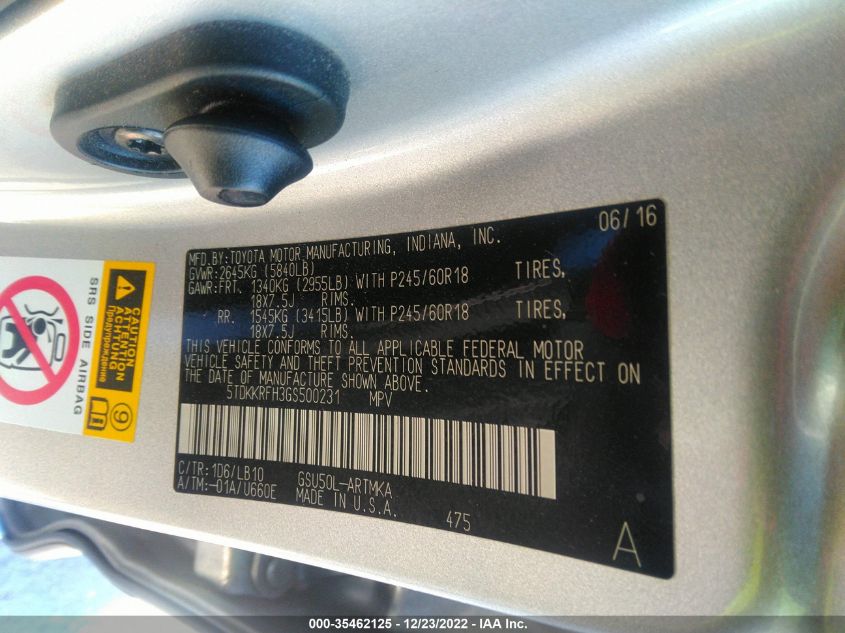 06/16
MFD.BY:TOYOTA MOTOR MANUFACTURING, INDIANA, INC.
GVWR:2645KG (5840LB)
GAWR:FRT. 1340KG (2955LB) WITH P245/60R18 TIRES,
18X7.5J RIMS.
RR. 1545KG (3415LB) WITH P245/60R18 TIRES,
18X7.5J RIMS.
THIS VEHICLE CONFORMS TO ALL APPLICABLE FEDERAL MOTOR
VEHICLE SAFETY AND THEFT PREVENTION STANDARDS IN EFFECT ON
THE DATE OF MANUFACTURE SHOWN ABOVE.
5TDKKRFH3GS500231 MPV
C/TR:1D6/LB10 GSU50L-ARTMKA
A/TM:-01A/U660E MADE IN U.S.A.
475
A
SRS SIDE AIRBAG
CAUTION
ATTENTION
ACHTUNG
Предупреждение
9
000-35462125 - 12/23/2022 - IAA Inc.